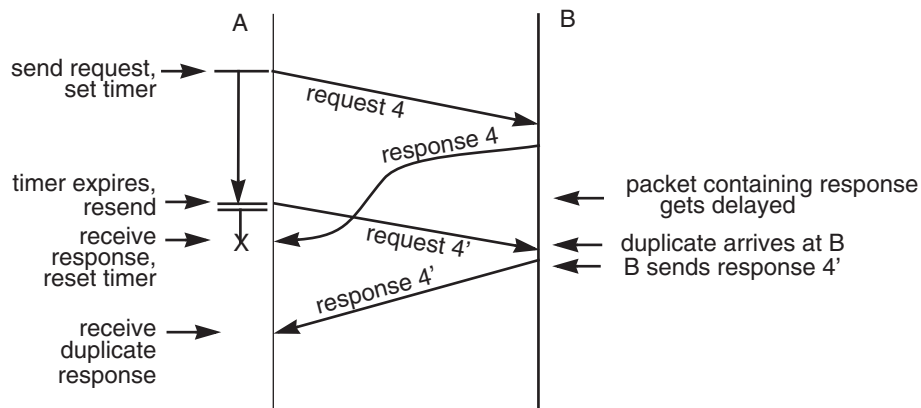 A
B
send request,
set timer
request 4
response 4
timer expires,
resend
packet containing response
gets delayed
receive
response,
reset timer
X
request 4'
duplicate arrives at B
B sends response 4'
response 4'
receive
duplicate
response